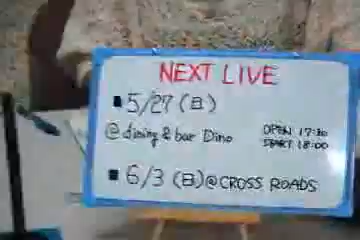 NEXT LIVE
■ 5/27 (日)
@ dining & bar Dino
OPEN 17:30
START 18:00
■ 6/3 (日) @ CROSS ROADS